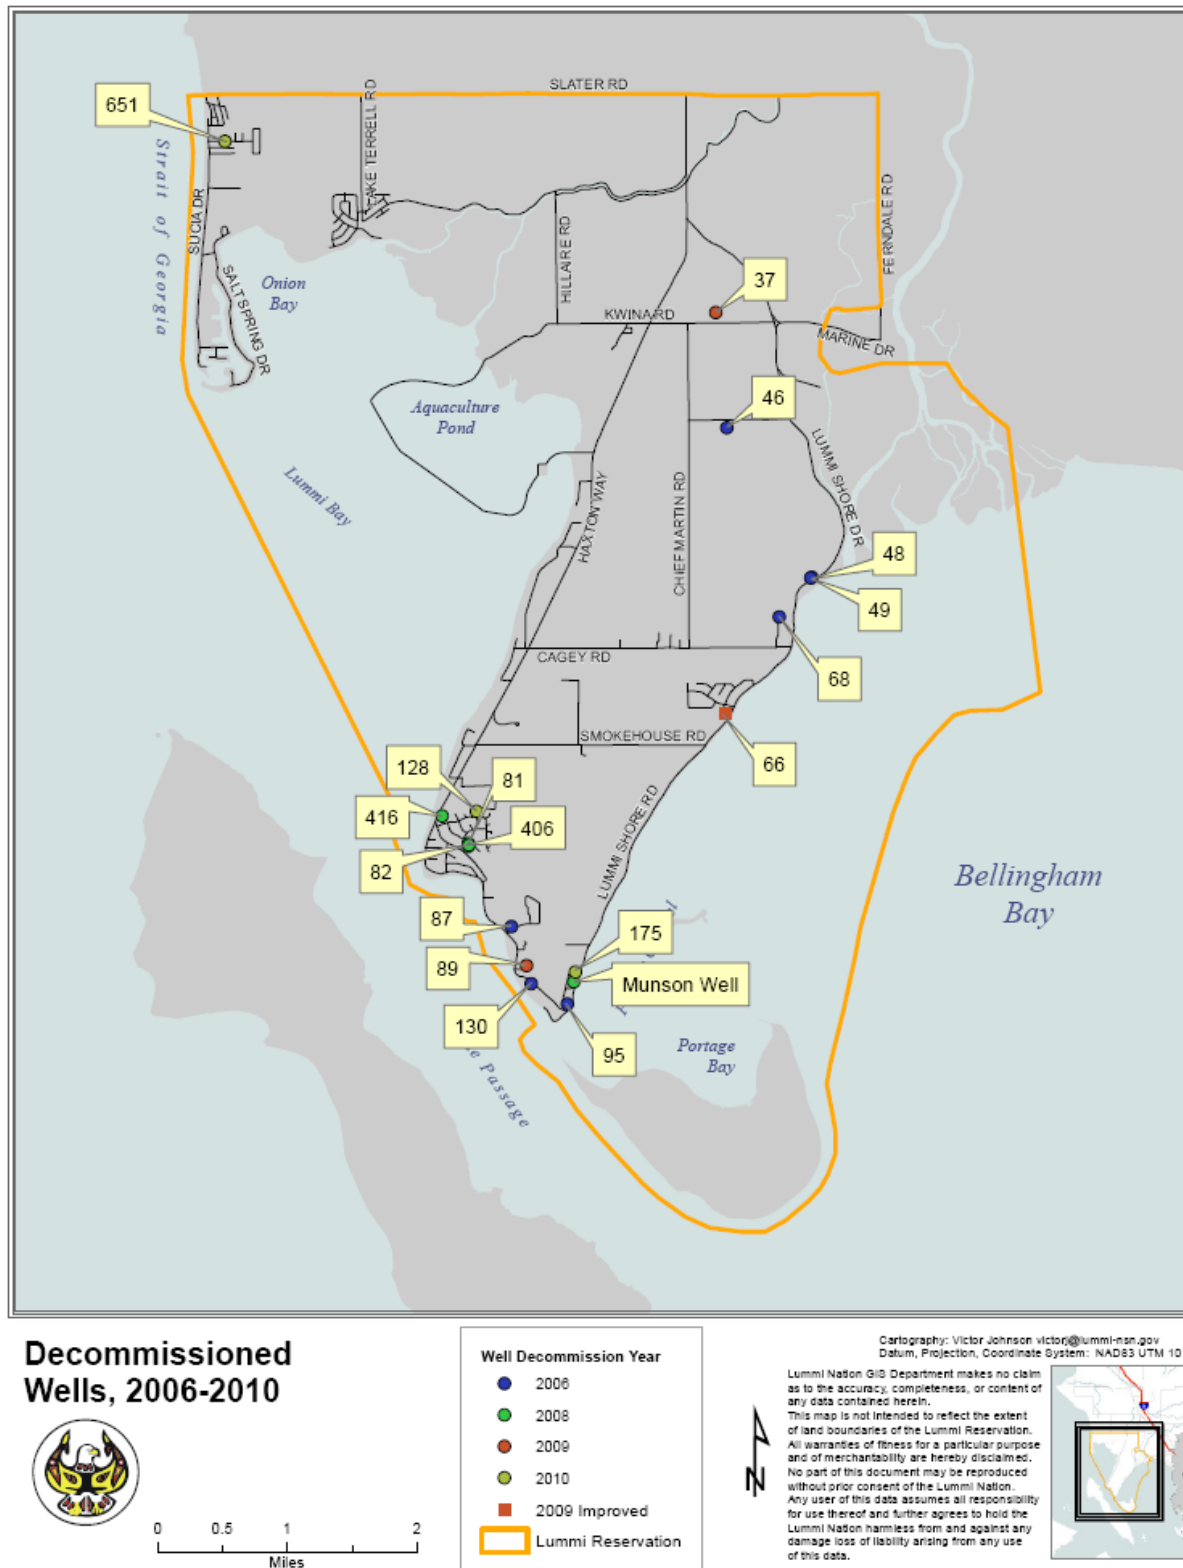 SLATER RD
651
LAKE TERRELL RD
Strait of Georgia
SUCIA DR
FERNDALE RD
HILLAIRE RD
SALTSPRING DR
Onion
Bay
37
KWINA RD
MARINE DR
46
Aquaculture
Pond
LUMMI SHORE DR
Lummi Bay
HAXTON WAY
CHIEF MARTIN RD
48
49
CAGEY RD
68
SMOKEHOUSE RD
66
128
81
416
406
82
LUMMI SHORE RD
Bellingham
Bay
87
175
89
Munson Well
130
95
Portage
Bay
Passage
Decommissioned
Wells, 2006-2010
0 0.5 1 2
Miles
Well Decommission Year
2006
2008
2009
2010
2009 Improved
Lummi Reservation
N
Cartography: Victor Johnson victorj@lummi-nsn.gov
Datum, Projection, Coordinate System: NAD83 UTM 10
Lummi Nation GIS Department makes no claim
as to the accuracy, completeness, or content of
any data contained herein.
This map is not intended to reflect the extent
of land boundaries of the Lummi Reservation.
All warranties of fitness for a particular purpose
and of merchantability are hereby disclaimed.
No part of this document may be reproduced
without prior consent of the Lummi Nation.
Any user of this data assumes all responsibility
for use thereof and further agrees to hold the
Lummi Nation harmless from and against any
damage loss of liability arising from any use
of this data.